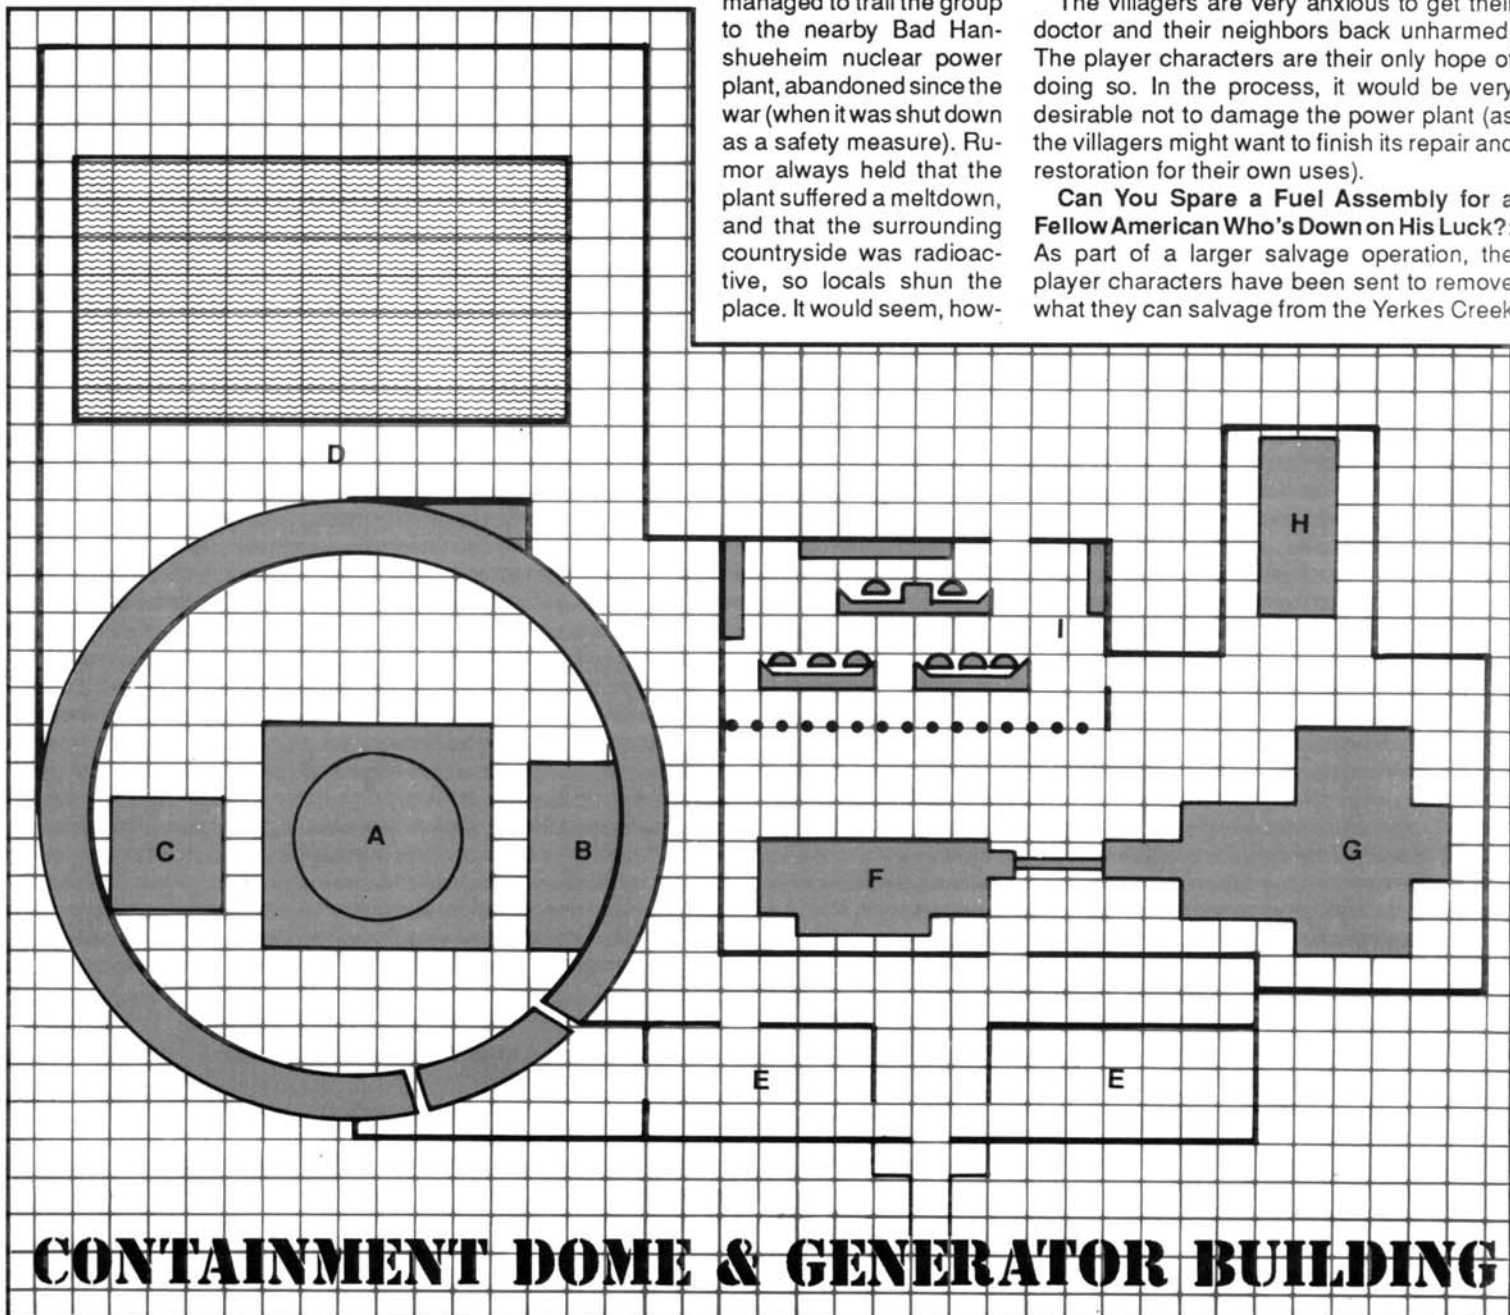 managed to trail the group
to the nearby Bad Han-
shueheim nuclear power
plant, abandoned since the
war (when it was shut down
as a safety measure). Ru-
mor always held that the
plant suffered a meltdown,
and that the surrounding
countryside was radioac-
tive, so locals shun the
place. It would seem, how-
The villagers are very anxious to get their
doctor and their neighbors back unharmed.
The player characters are their only hope of
doing so. In the process, it would be very
desirable not to damage the power plant (as
the villagers might want to finish its repair and
restoration for their own uses).
Can You Spare a Fuel Assembly for a
Fellow American Who's Down on His Luck?:
As part of a larger salvage operation, the
player characters have been sent to remove
what they can salvage from the Yerkes Creek
D
H
I
A
B
C
F
G
E
E
CONTAINMENT DOME & GENERATOR BUILDING